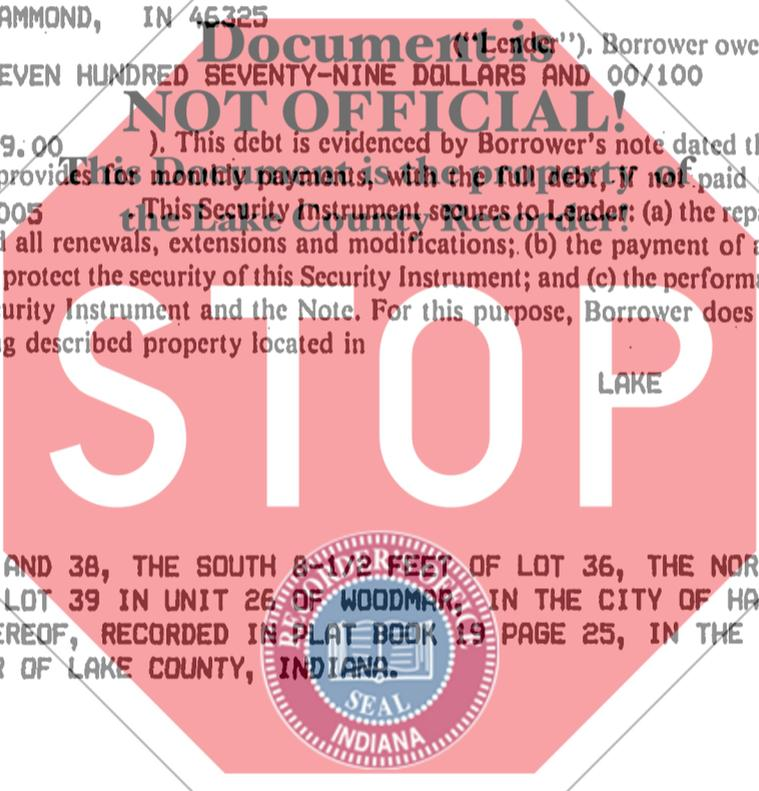 AMMOND, IN 46325
Document is
("Lender"). Borrower owe
EVEN HUNDRED SEVENTY-NINE DOLLARS AND 00/100
NOT OFFICIAL!
9.00 ). This debt is evidenced by Borrower's note dated th
This Document is the property of
provides for monthly payments, with the full debt, if not paid
the Lake County Recorder!
005 . This Security Instrument secures to Lender: (a) the repa
d all renewals, extensions and modifications; (b) the payment of a
protect the security of this Security Instrument; and (c) the performa
urity Instrument and the Note. For this purpose, Borrower does
g described property located in
LAKE
STOP
AND 38, THE SOUTH 8-1/2 FEET OF LOT 36, THE NOR
LOT 39 IN UNIT 26 OF WOODMAR, IN THE CITY OF HA
EREOF, RECORDED IN PLAT BOOK 19 PAGE 25, IN THE
R OF LAKE COUNTY, INDIANA.
RECORDER'S OFFICE
SEAL
INDIANA